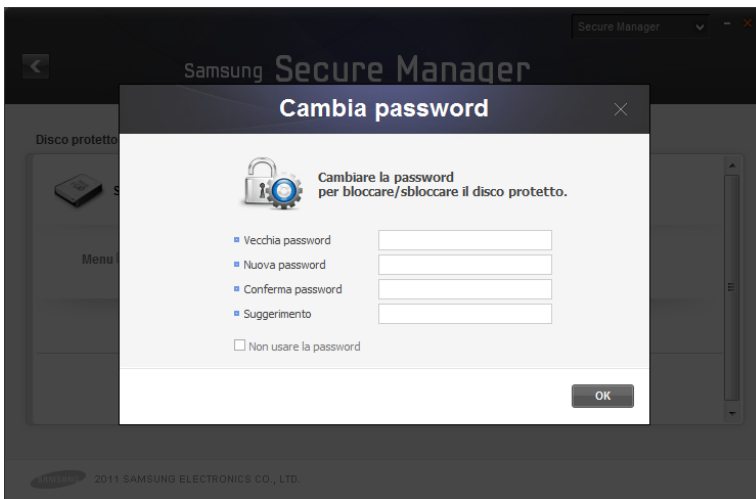 Secure Manager
Samsung Secure Manager
Cambia password
Disco protetto
Cambiare la password
per bloccare/sbloccare il disco protetto.
S
Menu
Vecchia password
Nuova password
Conferma password
Suggerimento
Non usare la password
OK
SAMSUNG 2011 SAMSUNG ELECTRONICS CO., LTD.